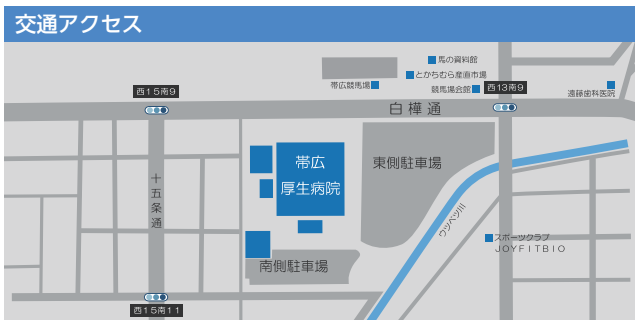 交通アクセス
馬の資料館
とかちむら産直市場
帯広競馬場
競馬場会館
西15南9
西13南9
遠藤歯科医院
白樺通
帯広
厚生病院
東側駐車場
十五条通
ウツベツ川
スポーツクラブ
JOYFITBIO
南側駐車場
西15南11